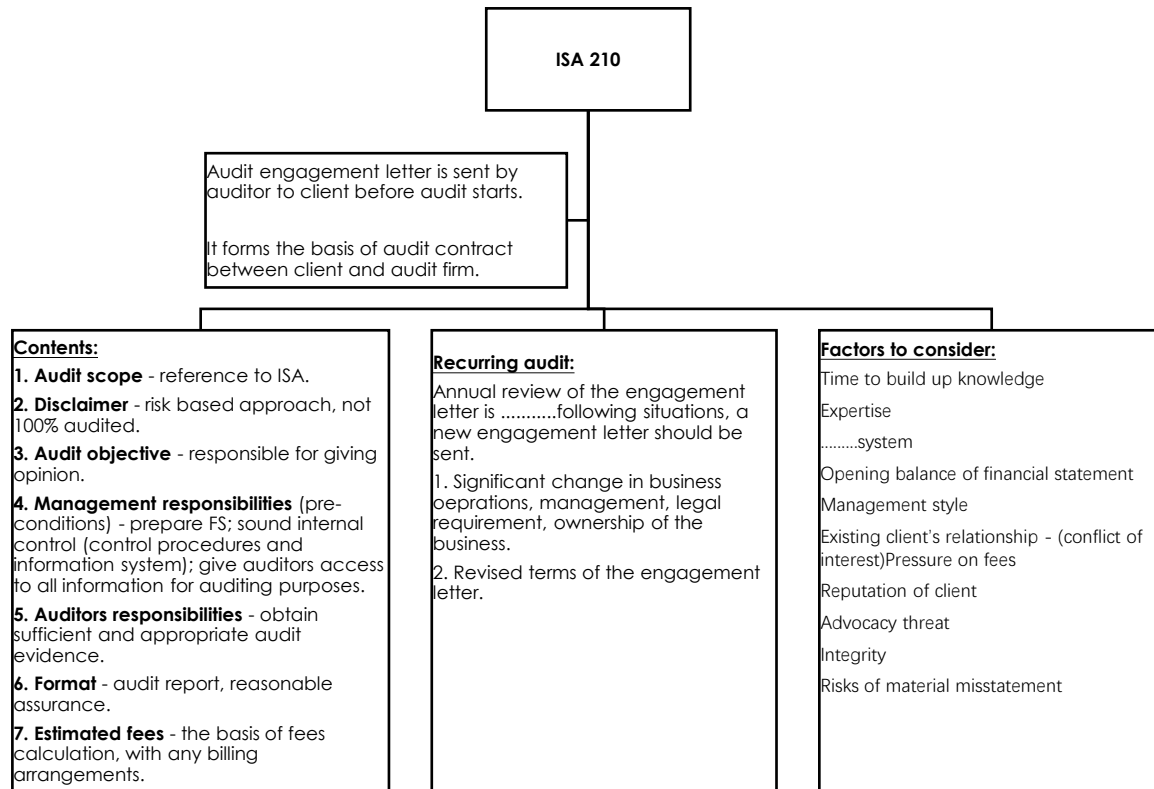 ISA 210
Audit engagement letter is sent by
auditor to client before audit starts.
It forms the basis of audit contract
between client and audit firm.
Contents:
1. Audit scope - reference to ISA.
2. Disclaimer - risk based approach, not
100% audited.
3. Audit objective - responsible for giving
opinion.
4. Management responsibilities (pre-
conditions) - prepare FS; sound internal
control (control procedures and
information system); give auditors access
to all information for auditing purposes.
5. Auditors responsibilities - obtain
sufficient and appropriate audit
evidence.
6. Format - audit report, reasonable
assurance.
7. Estimated fees - the basis of fees
calculation, with any billing
arrangements.
Recurring audit:
Annual review of the engagement
letter is ...........following situations, a
new engagement letter should be
sent.
1. Significant change in business
oeprations, management, legal
requirement, ownership of the
business.
2. Revised terms of the engagement
letter.
Factors to consider:
Time to build up knowledge
Expertise
.........system
Opening balance of financial statement
Management style
Existing client's relationship - (conflict of
interest)Pressure on fees
Reputation of client
Advocacy threat
Integrity
Risks of material misstatement